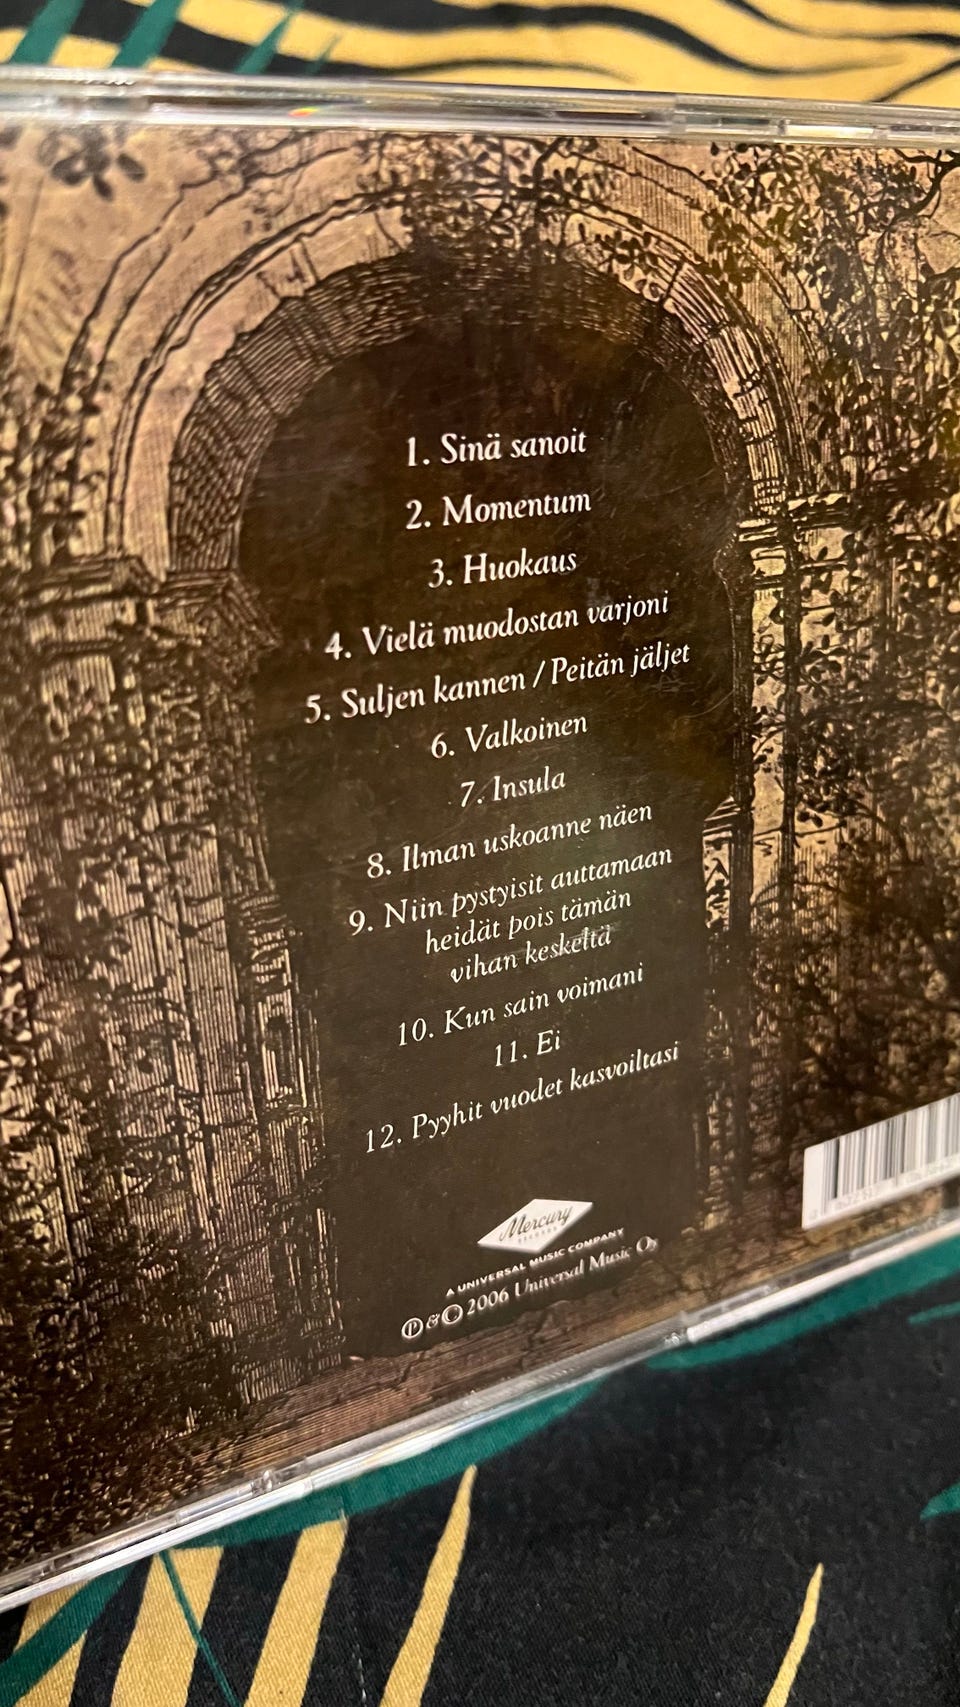 1. Sinä sanoit
2. Momentum
3. Huokaus
4. Vielä muodostan varjoni
5. Suljen kannen / Peitän jäljet
6. Valkoinen
7. Insula
8. Ilman uskoanne näen
9. Niin pystyisit auttamaan
heidät pois tämän
vihan keskeltä
10. Kun sain voimani
11. Ei
12. Pyyhit vuodet kasvoiltasi
Mercury
RECORDS
A UNIVERSAL MUSIC COMPANY
℗ & © 2006 Universal Music Oy